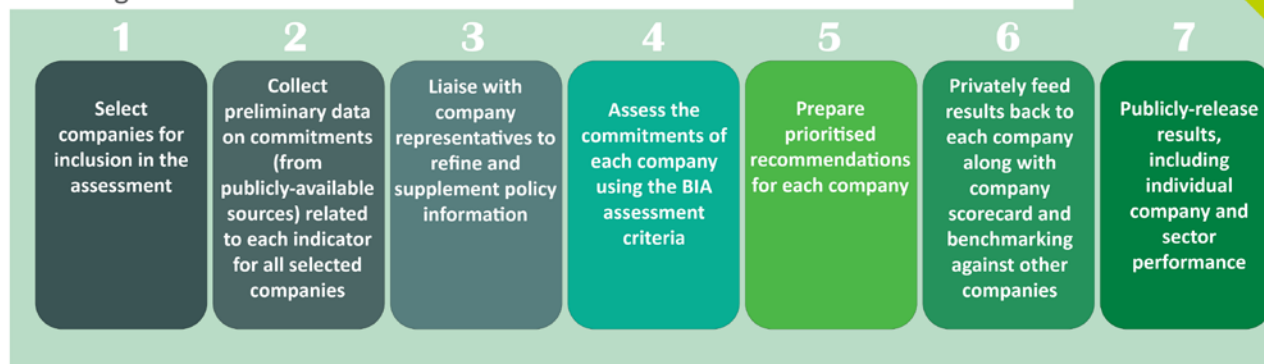 1
Select
companies for
inclusion in the
assessment
2
Collect
preliminary data
on commitments
(from
publicly-available
sources) related
to each indicator
for all selected
companies
3
Liaise with
company
representatives to
refine and
supplement policy
information
4
Assess the
commitments of
each company
using the BIA
assessment
criteria
5
Prepare
prioritised
recommendations
for each company
6
Privately feed
results back to
each company
along with
company
scorecard and
benchmarking
against other
companies
7
Publicly-release
results,
including
individual
company and
sector
performance